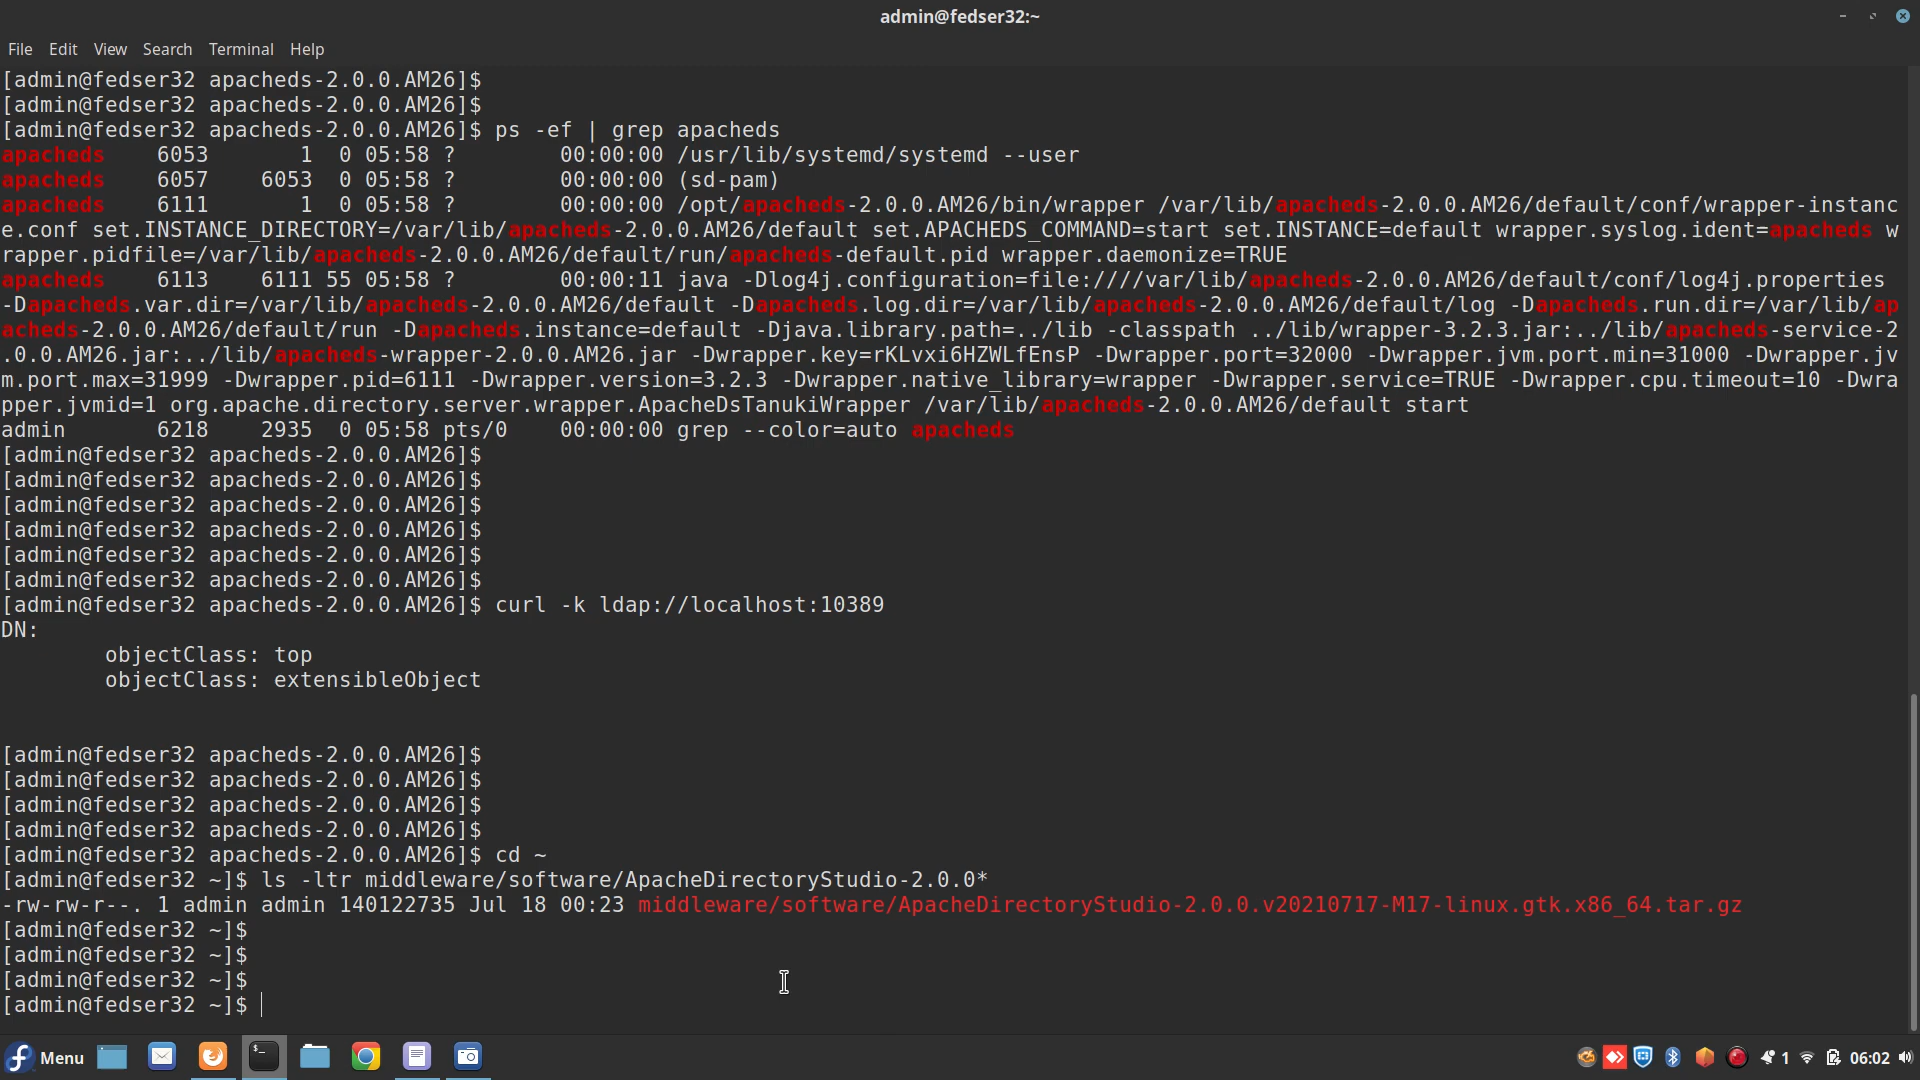 admin@fedser32:~
File Edit View Search Terminal Help
[admin@fedser32 apacheds-2.0.0.AM26]$
[admin@fedser32 apacheds-2.0.0.AM26]$
[admin@fedser32 apacheds-2.0.0.AM26]$ ps -ef | grep apacheds
apacheds    6053       1  0 05:58 ?        00:00:00 /usr/lib/systemd/systemd --user
apacheds    6057    6053  0 05:58 ?        00:00:00 (sd-pam)
apacheds    6111       1  0 05:58 ?        00:00:00 /opt/apacheds-2.0.0.AM26/bin/wrapper /var/lib/apacheds-2.0.0.AM26/default/conf/wrapper-instanc
e.conf set.INSTANCE_DIRECTORY=/var/lib/apacheds-2.0.0.AM26/default set.APACHEDS_COMMAND=start set.INSTANCE=default wrapper.syslog.ident=apacheds w
rapper.pidfile=/var/lib/apacheds-2.0.0.AM26/default/run/apacheds-default.pid wrapper.daemonize=TRUE
apacheds    6113    6111 55 05:58 ?        00:00:11 java -Dlog4j.configuration=file:////var/lib/apacheds-2.0.0.AM26/default/conf/log4j.properties
-Dapacheds.var.dir=/var/lib/apacheds-2.0.0.AM26/default -Dapacheds.log.dir=/var/lib/apacheds-2.0.0.AM26/default/log -Dapacheds.run.dir=/var/lib/ap
acheds-2.0.0.AM26/default/run -Dapacheds.instance=default -Djava.library.path=../lib -classpath ../lib/wrapper-3.2.3.jar:../lib/apacheds-service-2
.0.0.AM26.jar:../lib/apacheds-wrapper-2.0.0.AM26.jar -Dwrapper.key=rKLvxi6HZWLfEnsP -Dwrapper.port=32000 -Dwrapper.jvm.port.min=31000 -Dwrapper.jv
m.port.max=31999 -Dwrapper.pid=6111 -Dwrapper.version=3.2.3 -Dwrapper.native_library=wrapper -Dwrapper.service=TRUE -Dwrapper.cpu.timeout=10 -Dwra
pper.jvmid=1 org.apache.directory.server.wrapper.ApacheDsTanukiWrapper /var/lib/apacheds-2.0.0.AM26/default start
admin       6218    2935  0 05:58 pts/0    00:00:00 grep --color=auto apacheds
[admin@fedser32 apacheds-2.0.0.AM26]$
[admin@fedser32 apacheds-2.0.0.AM26]$
[admin@fedser32 apacheds-2.0.0.AM26]$
[admin@fedser32 apacheds-2.0.0.AM26]$
[admin@fedser32 apacheds-2.0.0.AM26]$
[admin@fedser32 apacheds-2.0.0.AM26]$
[admin@fedser32 apacheds-2.0.0.AM26]$ curl -k ldap://localhost:10389
DN:
        objectClass: top
        objectClass: extensibleObject
[admin@fedser32 apacheds-2.0.0.AM26]$
[admin@fedser32 apacheds-2.0.0.AM26]$
[admin@fedser32 apacheds-2.0.0.AM26]$
[admin@fedser32 apacheds-2.0.0.AM26]$
[admin@fedser32 apacheds-2.0.0.AM26]$ cd ~
[admin@fedser32 ~]$ ls -ltr middleware/software/ApacheDirectoryStudio-2.0.0*
-rw-rw-r--. 1 admin admin 140122735 Jul 18 00:23 middleware/software/ApacheDirectoryStudio-2.0.0.v20210717-M17-linux.gtk.x86_64.tar.gz
[admin@fedser32 ~]$
[admin@fedser32 ~]$
[admin@fedser32 ~]$
[admin@fedser32 ~]$
Menu 1 06:02